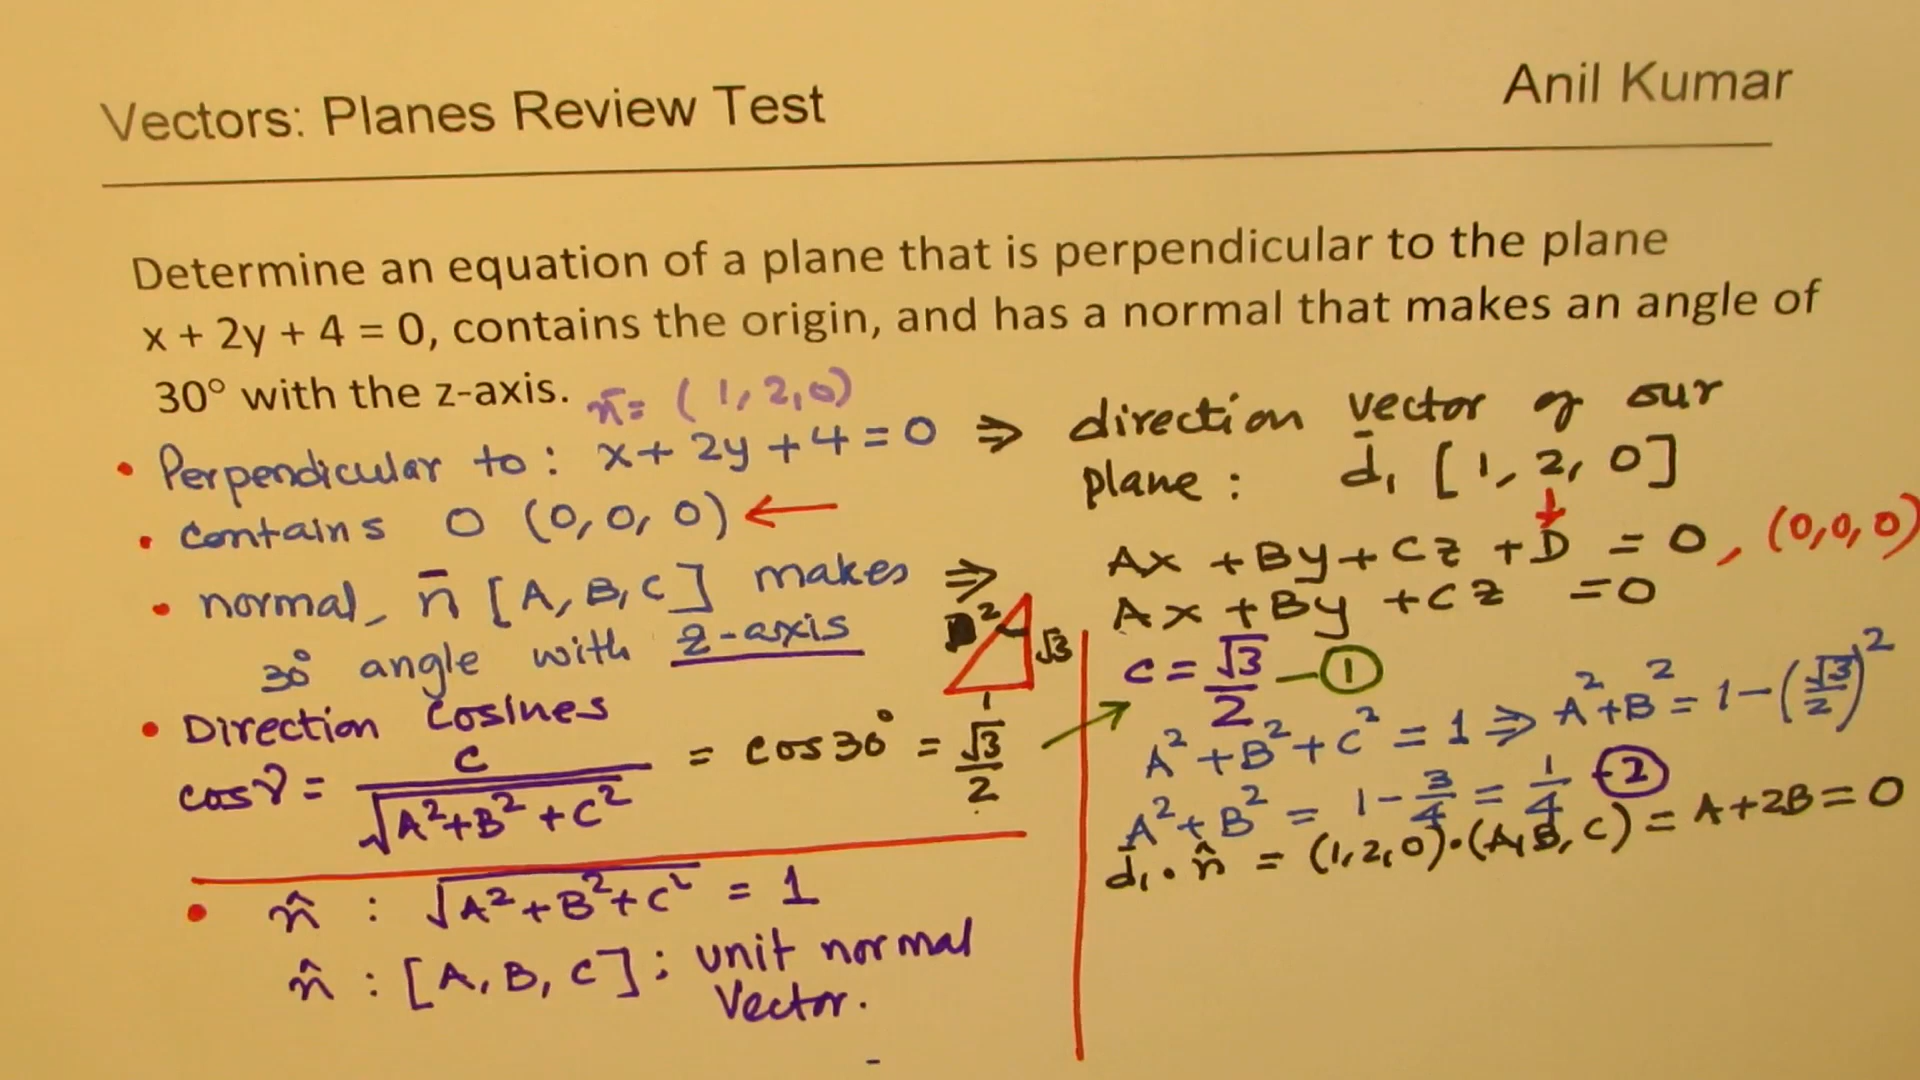 Vectors: Planes Review Test
Anil Kumar
Determine an equation of a plane that is perpendicular to the plane
x + 2y + 4 = 0, contains the origin, and has a normal that makes an angle of
30° with the z-axis.
n̄ = (1, 2, 0)
• Perpendicular to: x + 2y + 4 = 0 ⇒
• contains O (0, 0, 0) ←
• normal, n̄ [A, B, C] makes ⇒
30° angle with z-axis
2
√3
1
• Direction Cosines
cosγ = C / √A²+B²+C² = cos30° = √3/2
• n̂ : √A²+B²+C² = 1
n̂ : [A, B, C] : unit normal
Vector.
direction vector of our
plane : d̄₁ [1, 2, 0]
Ax + By + Cz + D = 0, (0,0,0)
Ax + By + Cz = 0
C = √3/2 — ①
A² + B² + C² = 1 ⇒ A² + B² = 1 − (√3/2)²
A² + B² = 1 − 3/4 = 1/4 — ②
d̄₁ · n̂ = (1, 2, 0)·(A, B, C) = A + 2B = 0